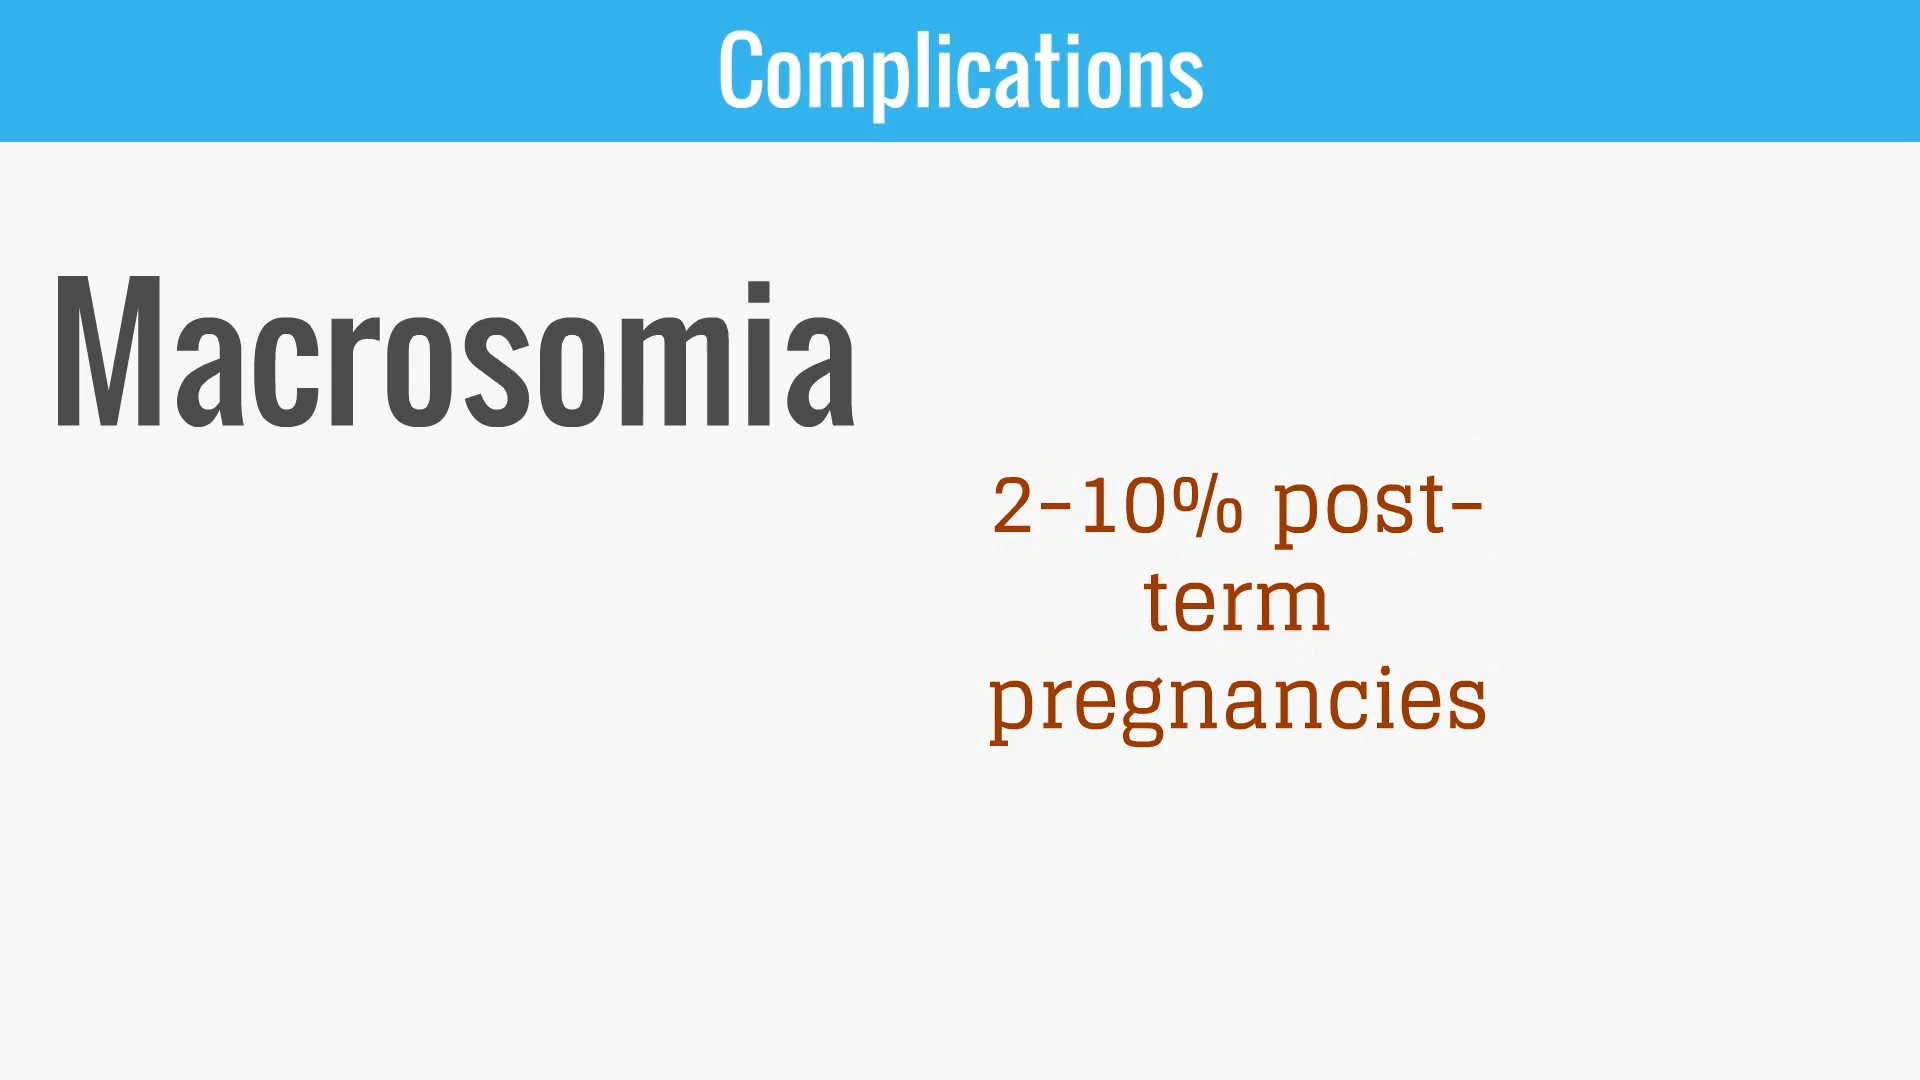 Complications
Macrosomia
2-10% post-
term
pregnancies